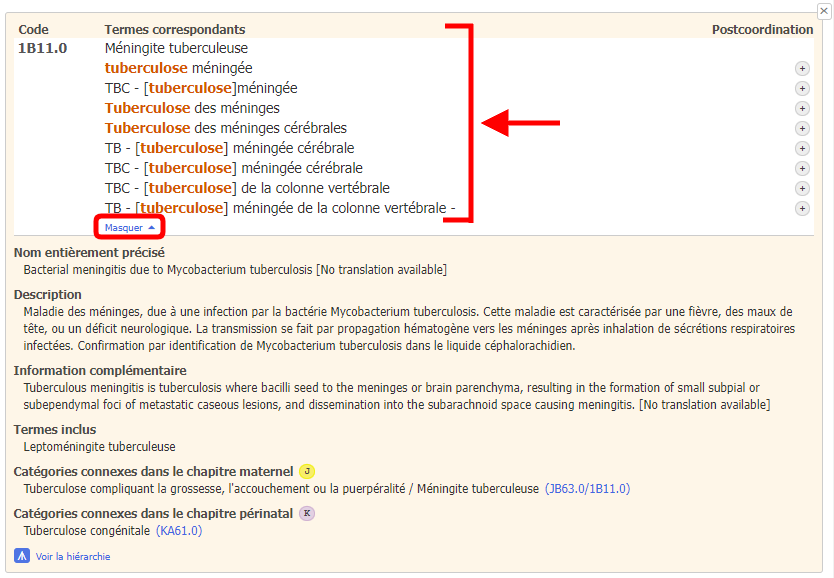 Code Termes correspondants Postcoordination
1B11.0 Méningite tuberculeuse
tuberculose méningée
TBC - [tuberculose]méningée
Tuberculose des méninges
Tuberculose des méninges cérébrales
TB - [tuberculose] méningée cérébrale
TBC - [tuberculose] méningée cérébrale
TBC - [tuberculose] de la colonne vertébrale
TB - [tuberculose] méningée de la colonne vertébrale -
Masquer
Nom entièrement précisé
Bacterial meningitis due to Mycobacterium tuberculosis [No translation available]
Description
Maladie des méninges, due à une infection par la bactérie Mycobacterium tuberculosis. Cette maladie est caractérisée par une fièvre, des maux de
tête, ou un déficit neurologique. La transmission se fait par propagation hématogène vers les méninges après inhalation de sécrétions respiratoires
infectées. Confirmation par identification de Mycobacterium tuberculosis dans le liquide céphalorachidien.
Information complémentaire
Tuberculous meningitis is tuberculosis where bacilli seed to the meninges or brain parenchyma, resulting in the formation of small subpial or
subependymal foci of metastatic caseous lesions, and dissemination into the subarachnoid space causing meningitis. [No translation available]
Termes inclus
Leptoméningite tuberculeuse
Catégories connexes dans le chapitre maternel J
Tuberculose compliquant la grossesse, l'accouchement ou la puerpéralité / Méningite tuberculeuse (JB63.0/1B11.0)
Catégories connexes dans le chapitre périnatal K
Tuberculose congénitale (KA61.0)
Voir la hiérarchie